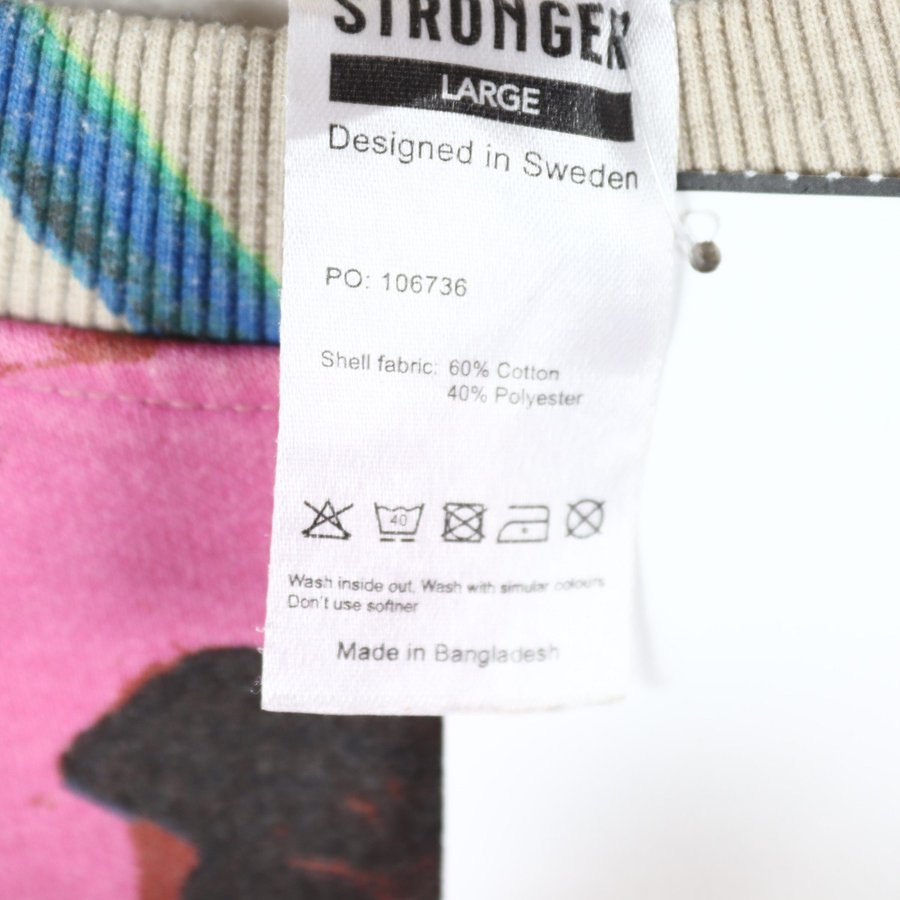 STRONGER
LARGE
Designed in Sweden
PO: 106736
Shell fabric: 60% Cotton
40% Polyester
40
Wash inside out. Wash with simular colours
Don't use softner
Made in Bangladesh